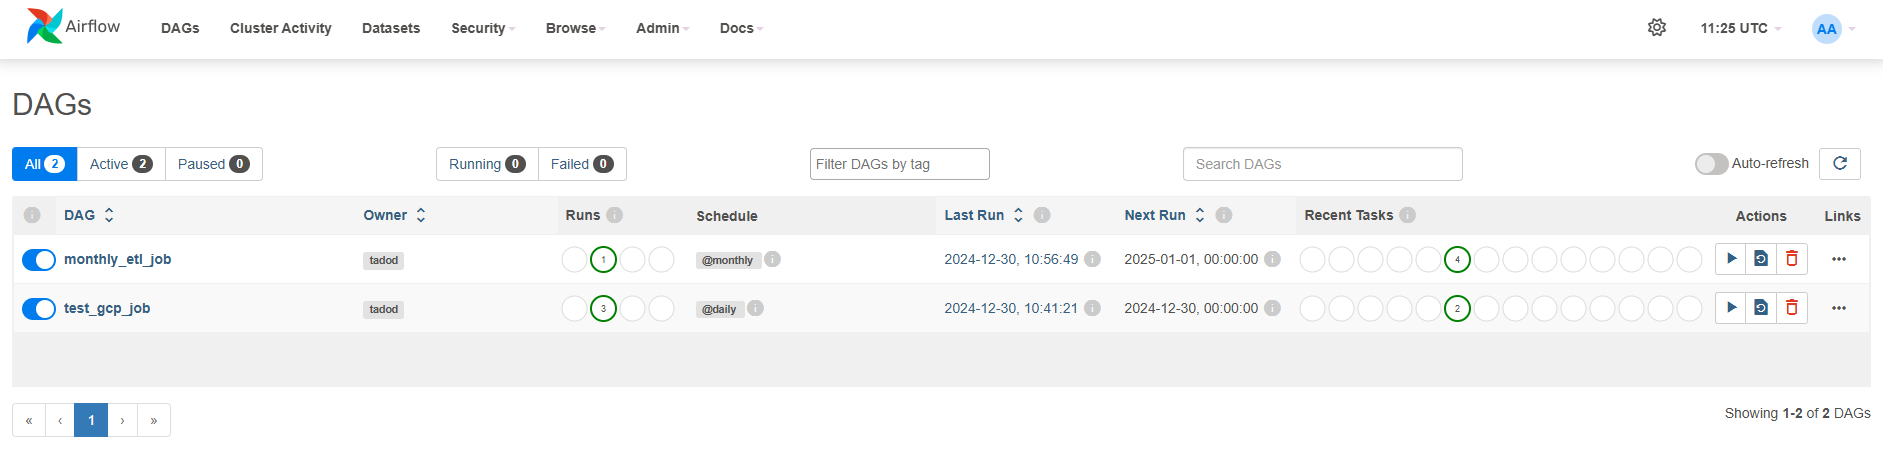 Airflow DAGs Cluster Activity Datasets Security Browse Admin Docs 11:25 UTC AA
DAGs
All 2 Active 2 Paused 0 Running 0 Failed 0 Filter DAGs by tag Search DAGs Auto-refresh
i DAG Owner Runs i Schedule Last Run i Next Run i Recent Tasks i Actions Links
monthly_etl_job tadod 1 @monthly i 2024-12-30, 10:56:49 i 2025-01-01, 00:00:00 i 4 ...
test_gcp_job tadod 3 @daily i 2024-12-30, 10:41:21 i 2024-12-30, 00:00:00 i 2 ...
« ‹ 1 › » Showing 1-2 of 2 DAGs